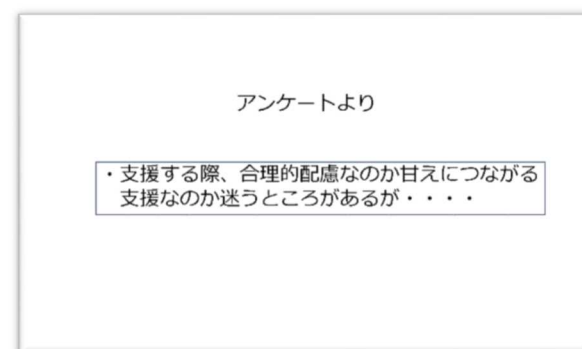 アンケートより
・支援する際、合理的配慮なのか甘えにつながる
支援なのか迷うところがあるが・・・・